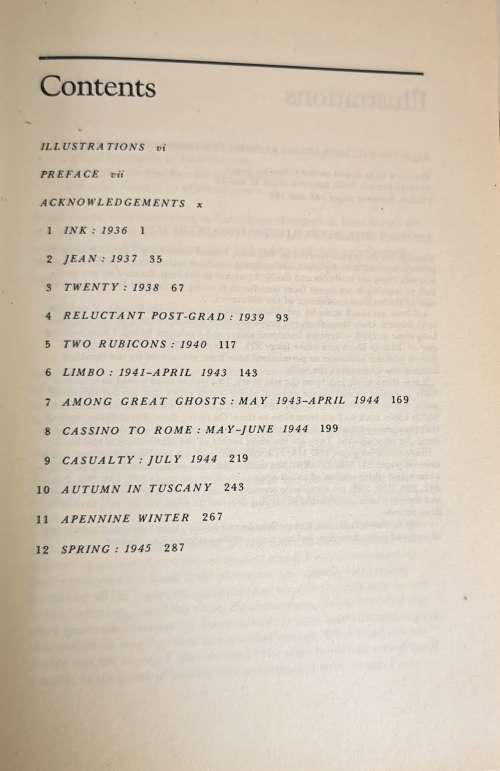 Contents
ILLUSTRATIONS vi
PREFACE vii
ACKNOWLEDGEMENTS x
1 INK : 1936 1
2 JEAN : 1937 35
3 TWENTY : 1938 67
4 RELUCTANT POST-GRAD : 1939 93
5 TWO RUBICONS : 1940 117
6 LIMBO : 1941–APRIL 1943 143
7 AMONG GREAT GHOSTS : MAY 1943–APRIL 1944 169
8 CASSINO TO ROME : MAY–JUNE 1944 199
9 CASUALTY : JULY 1944 219
10 AUTUMN IN TUSCANY 243
11 APENNINE WINTER 267
12 SPRING : 1945 287